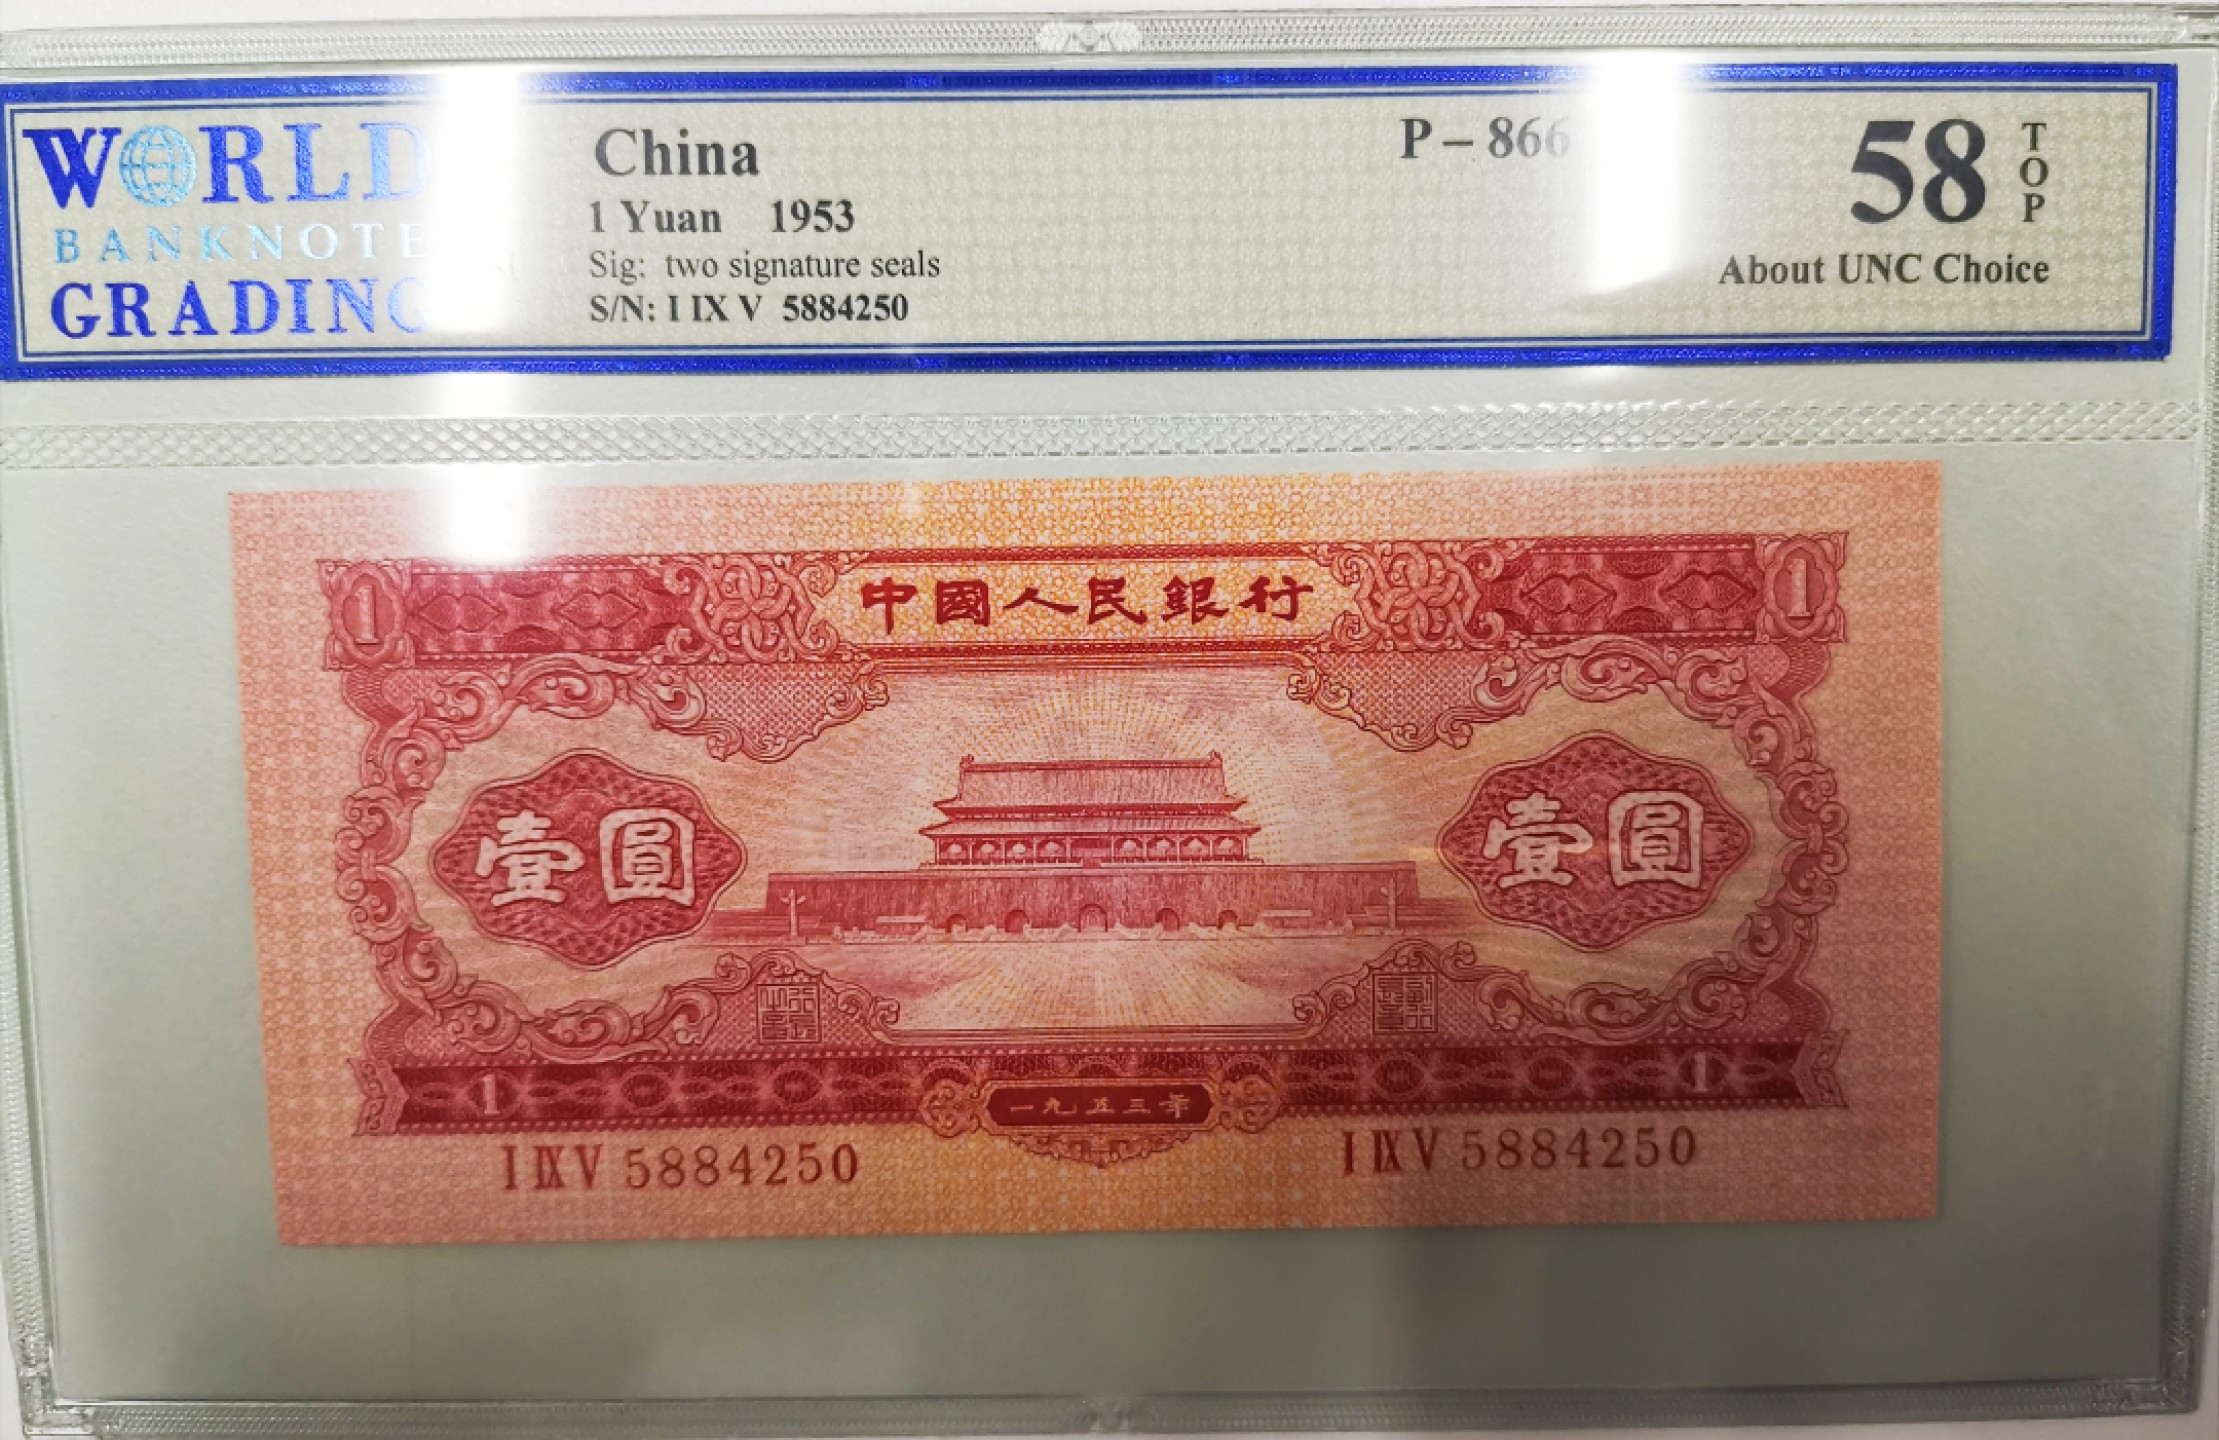 WORLD
BANKNOTE
GRADING
China
1 Yuan 1953
Sig: two signature seals
S/N: I IX V 5884250
P – 866
58
TOP
About UNC Choice
1
中國人民銀行
1
壹圓
壹圓
1
一九五三年
1
I IX V 5884250
I IX V 5884250